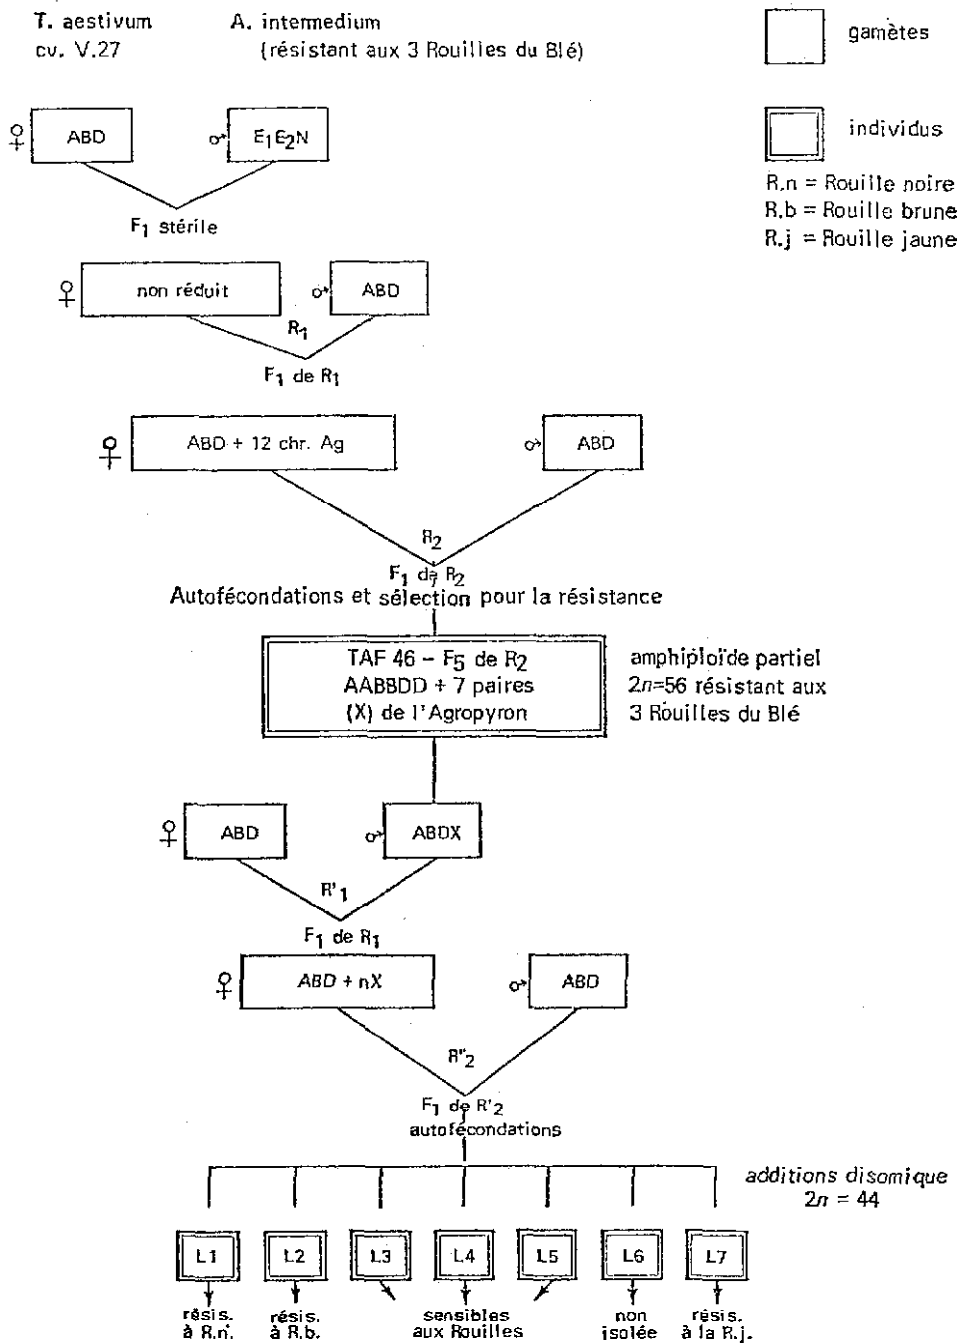 T. aestivum
cv. V.27
A. intermedium
(résistant aux 3 Rouilles du Blé)
gamètes
individus
R.n = Rouille noire
R.b = Rouille brune
R.j = Rouille jaune
♀ ABD ♂ E1E2N
F1 stérile
♀ non réduit ♂ ABD
R1
F1 de R1
♀ ABD + 12 chr. Ag ♂ ABD
R2
F1 de R2
Autofécondations et sélection pour la résistance
TAF 46 – F5 de R2
AABBDD + 7 paires
(X) de l'Agropyron
amphiploïde partiel
2n=56 résistant aux
3 Rouilles du Blé
♀ ABD ♂ ABDX
R'1
F1 de R1
♀ ABD + nX ♂ ABD
R'2
F1 de R'2
autofécondations
additions disomique
2n = 44
L1 L2 L3 L4 L5 L6 L7
résis.
à R.n.
résis.
à R.b.
sensibles
aux Rouilles
non
isolée
résis.
à la R.j.